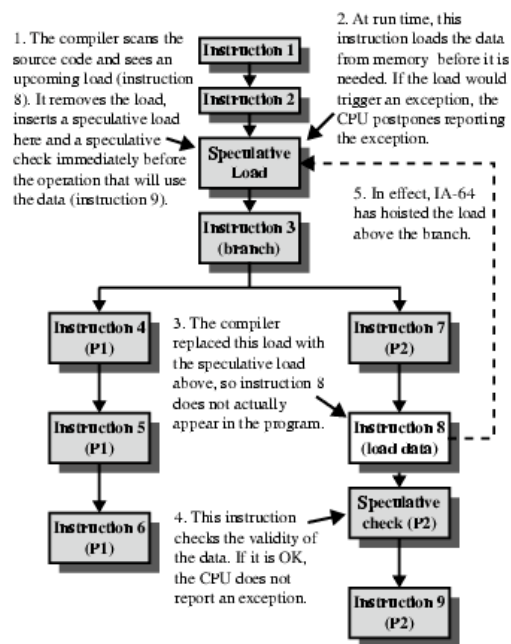 1. The compiler scans the
source code and sees an
upcoming load (instruction
8). It removes the load,
inserts a speculative load
here and a speculative
check immediately before
the operation that will use
the data (instruction 9).
Instruction 1
Instruction 2
Speculative
Load
2. At run time, this
instruction loads the data
from memory before it is
needed. If the load would
trigger an exception, the
CPU postpones reporting
the exception.
Instruction 3
(branch)
5. In effect, IA-64
has hoisted the load
above the branch.
Instruction 4
(P1)
3. The compiler
replaced this load with
the speculative load
above, so instruction 8
does not actually
appear in the program.
Instruction 7
(P2)
Instruction 5
(P1)
Instruction 8
(load data)
Instruction 6
(P1)
4. This instruction
checks the validity of
the data. If it is OK,
the CPU does not
report an exception.
Speculative
check (P2)
Instruction 9
(P2)